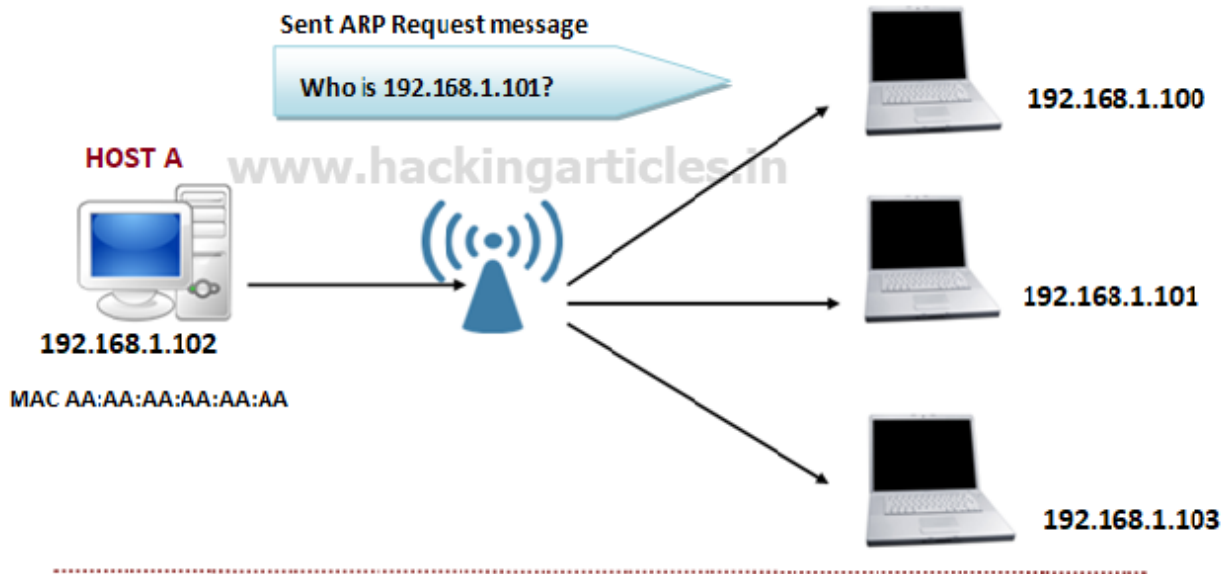 Sent ARP Request message
Who is 192.168.1.101?
192.168.1.100
HOST A
www.hackingarticles.in
192.168.1.101
192.168.1.102
MAC AA:AA:AA:AA:AA:AA
192.168.1.103